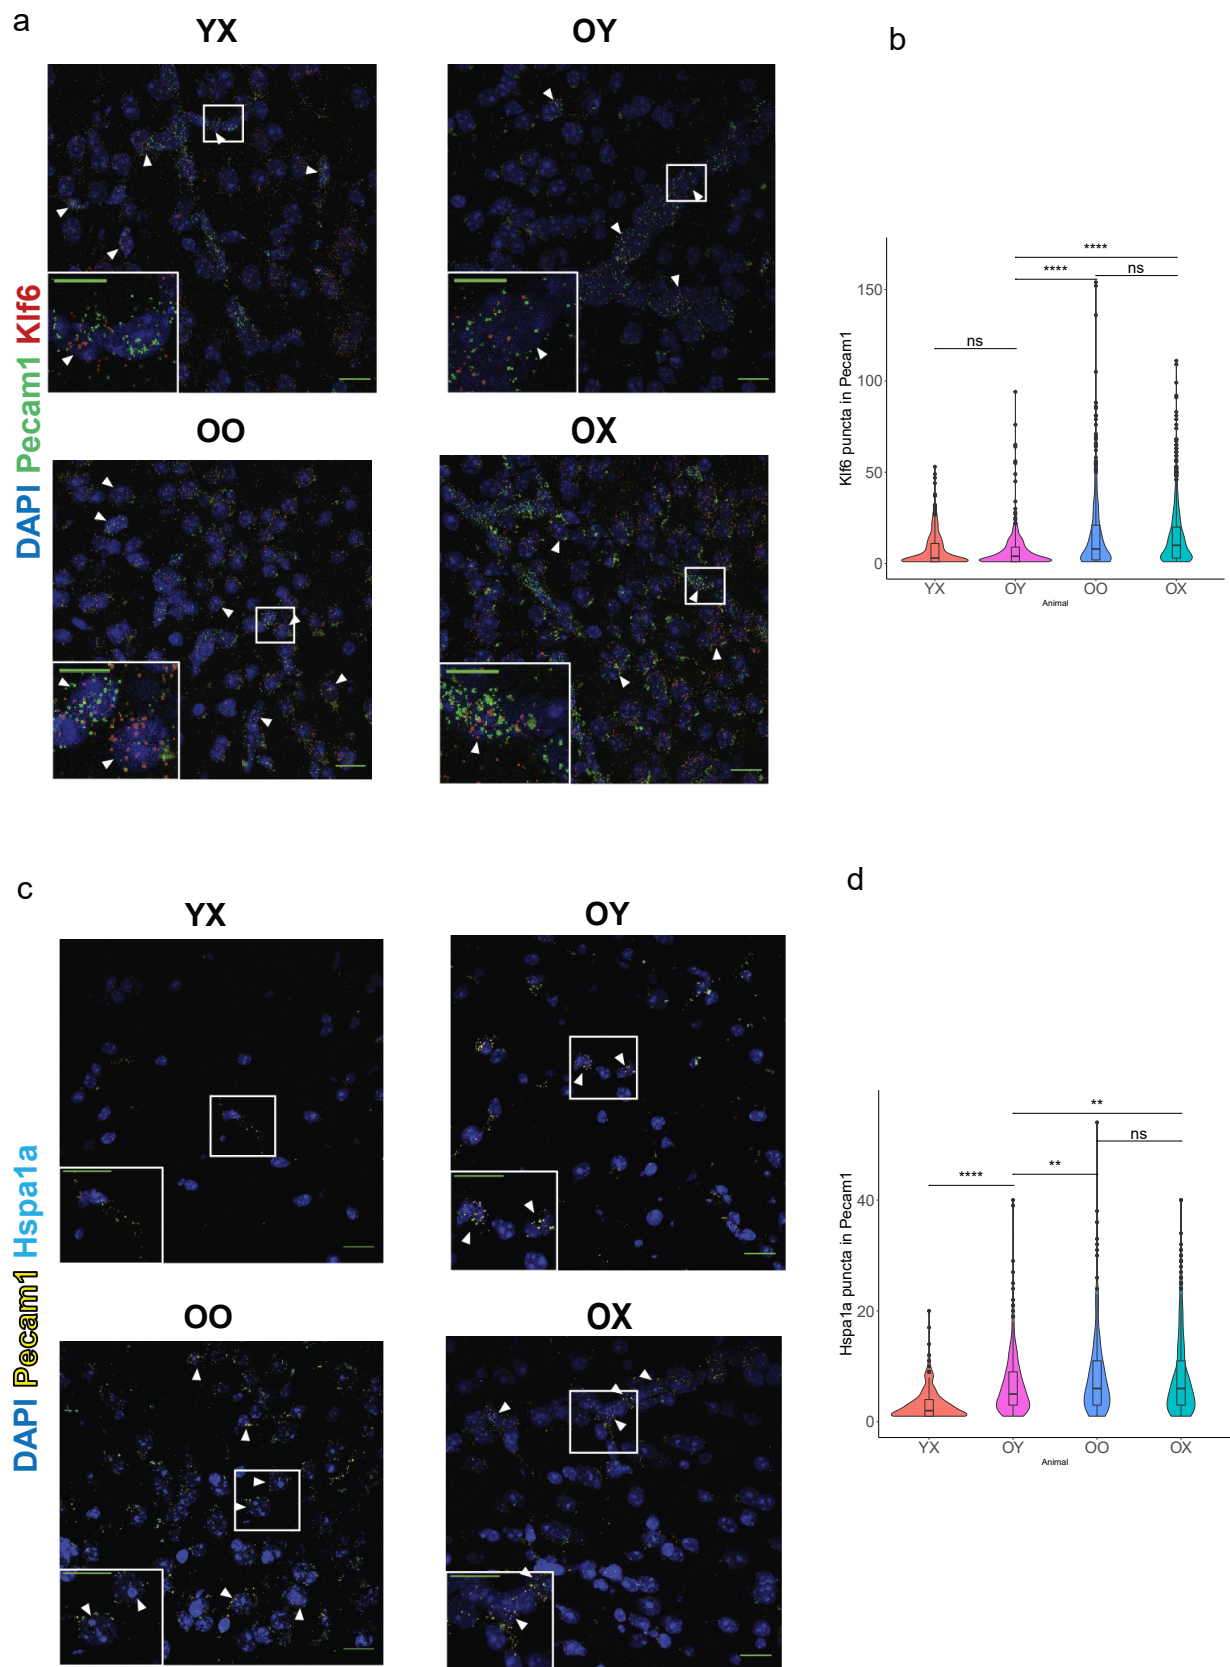 a
YX
OY
DAPI Pecam1 Klf6
OO
OX
b
Klf6 puncta in Pecam1
150
100
50
0
****
****
ns
ns
YX
OY
OO
OX
Animal
c
YX
OY
DAPI Pecam1 Hspa1a
OO
OX
d
Hspa1a puncta in Pecam1
40
20
0
**
ns
****
**
YX
OY
OO
OX
Animal